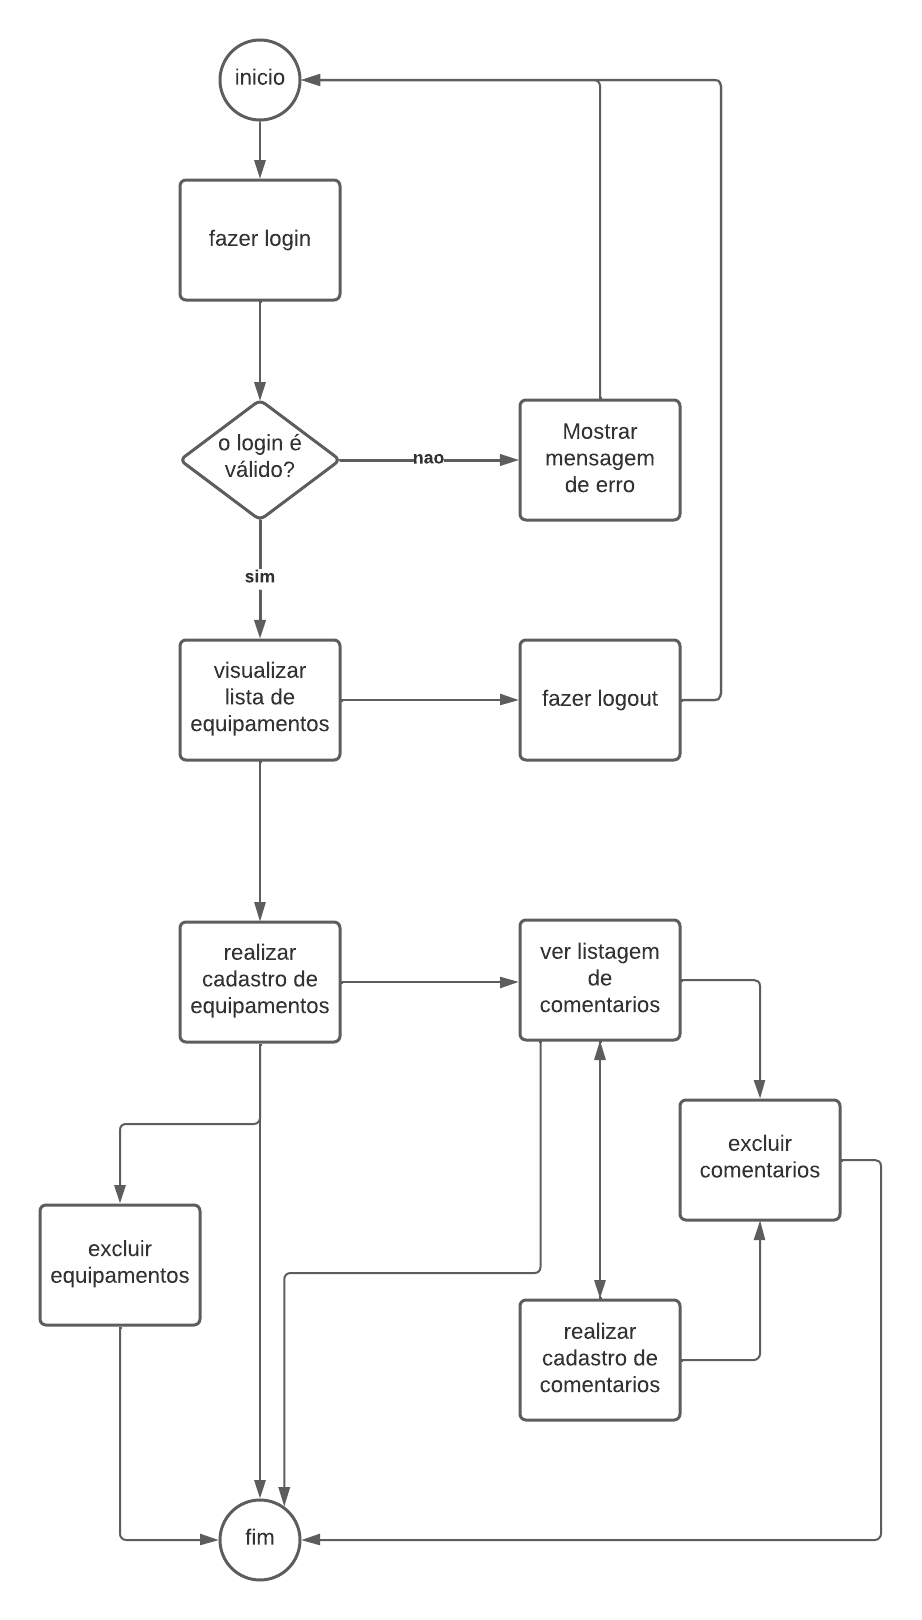 inicio
fazer login
o login é
válido?
nao
Mostrar
mensagem
de erro
sim
visualizar
lista de
equipamentos
fazer logout
realizar
cadastro de
equipamentos
ver listagem
de
comentarios
excluir
comentarios
excluir
equipamentos
realizar
cadastro de
comentarios
fim